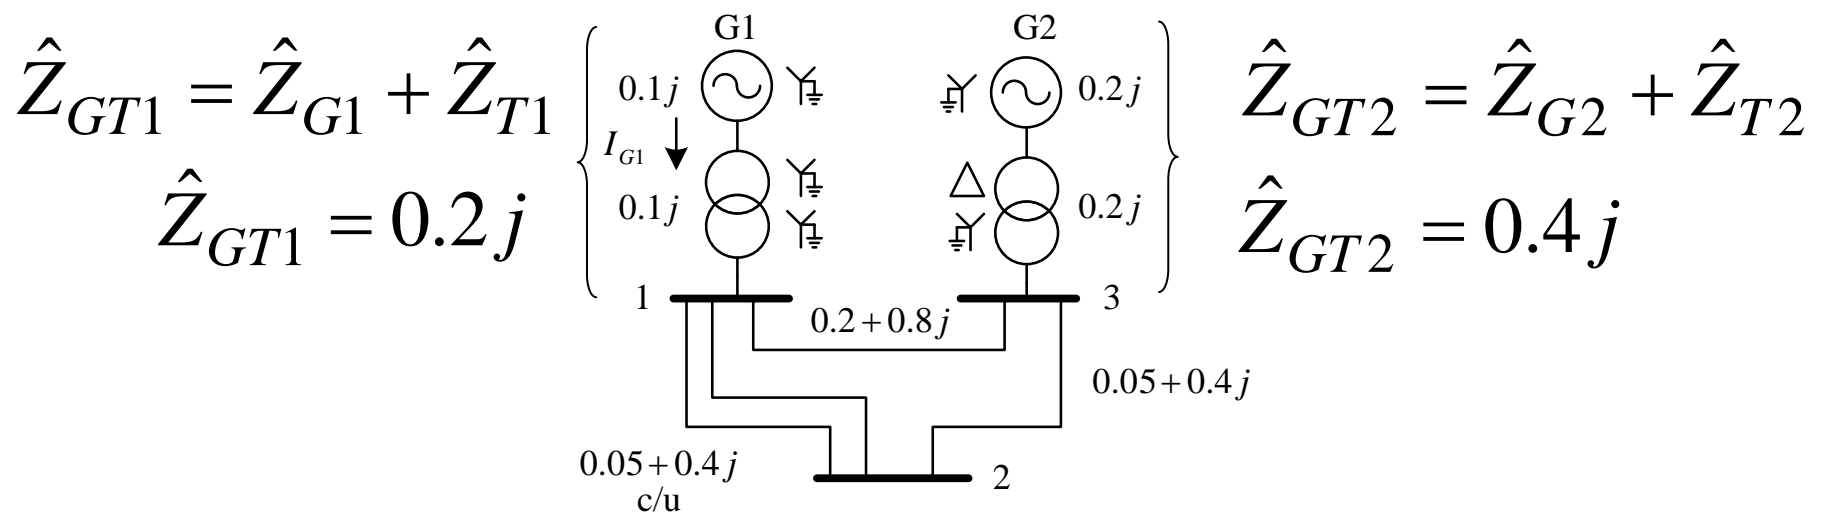 Ẑ_GT1 = Ẑ_G1 + Ẑ_T1
Ẑ_GT1 = 0.2j
G1
0.1j
I_G1
0.1j
G2
0.2j
0.2j
Ẑ_GT2 = Ẑ_G2 + Ẑ_T2
Ẑ_GT2 = 0.4j
1
3
0.2+0.8j
0.05+0.4j
0.05+0.4j
c/u
2